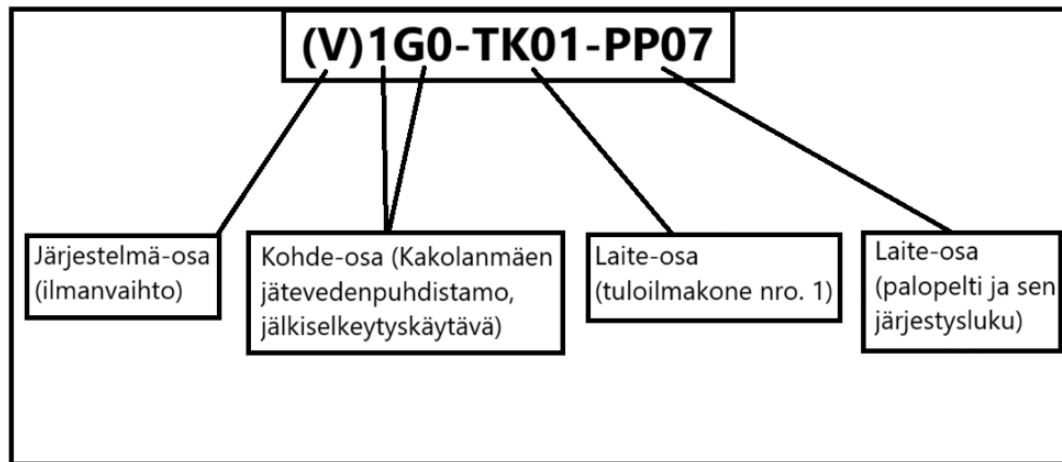 (V)1G0-TK01-PP07
Järjestelmä-osa
(ilmanvaihto)
Kohde-osa (Kakolanmäen
jätevedenpuhdistamo,
jälkiselkeytyskäytävä)
Laite-osa
(tuloilmakone nro. 1)
Laite-osa
(palopelti ja sen
järjestysluku)